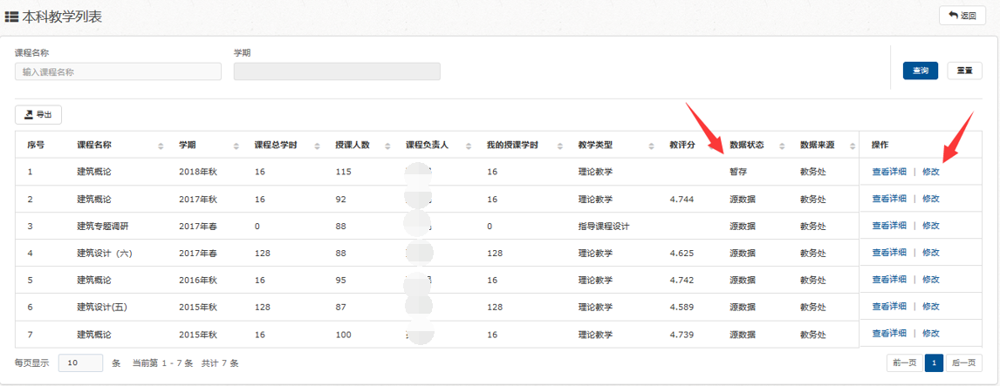 本科教学列表 返回
课程名称 学期
输入课程名称 查询 重置
导出
序号 课程名称 学期 课程总学时 授课人数 课程负责人 我的授课学时 教学类型 教评分 数据状态 数据来源 操作
1 建筑概论 2018年秋 16 115 16 理论教学 暂存 教务处 查看详细 | 修改
2 建筑概论 2017年秋 16 92 16 理论教学 4.744 源数据 教务处 查看详细 | 修改
3 建筑专题调研 2017年春 0 88 0 指导课程设计 源数据 教务处 查看详细 | 修改
4 建筑设计（六） 2017年春 128 88 128 理论教学 4.625 源数据 教务处 查看详细 | 修改
5 建筑概论 2016年秋 16 95 16 理论教学 4.742 源数据 教务处 查看详细 | 修改
6 建筑设计(五) 2015年秋 128 87 128 理论教学 4.589 源数据 教务处 查看详细 | 修改
7 建筑概论 2015年秋 16 100 16 理论教学 4.739 源数据 教务处 查看详细 | 修改
每页显示 10 条 当前第 1 - 7 条 共计 7 条 前一页 1 后一页